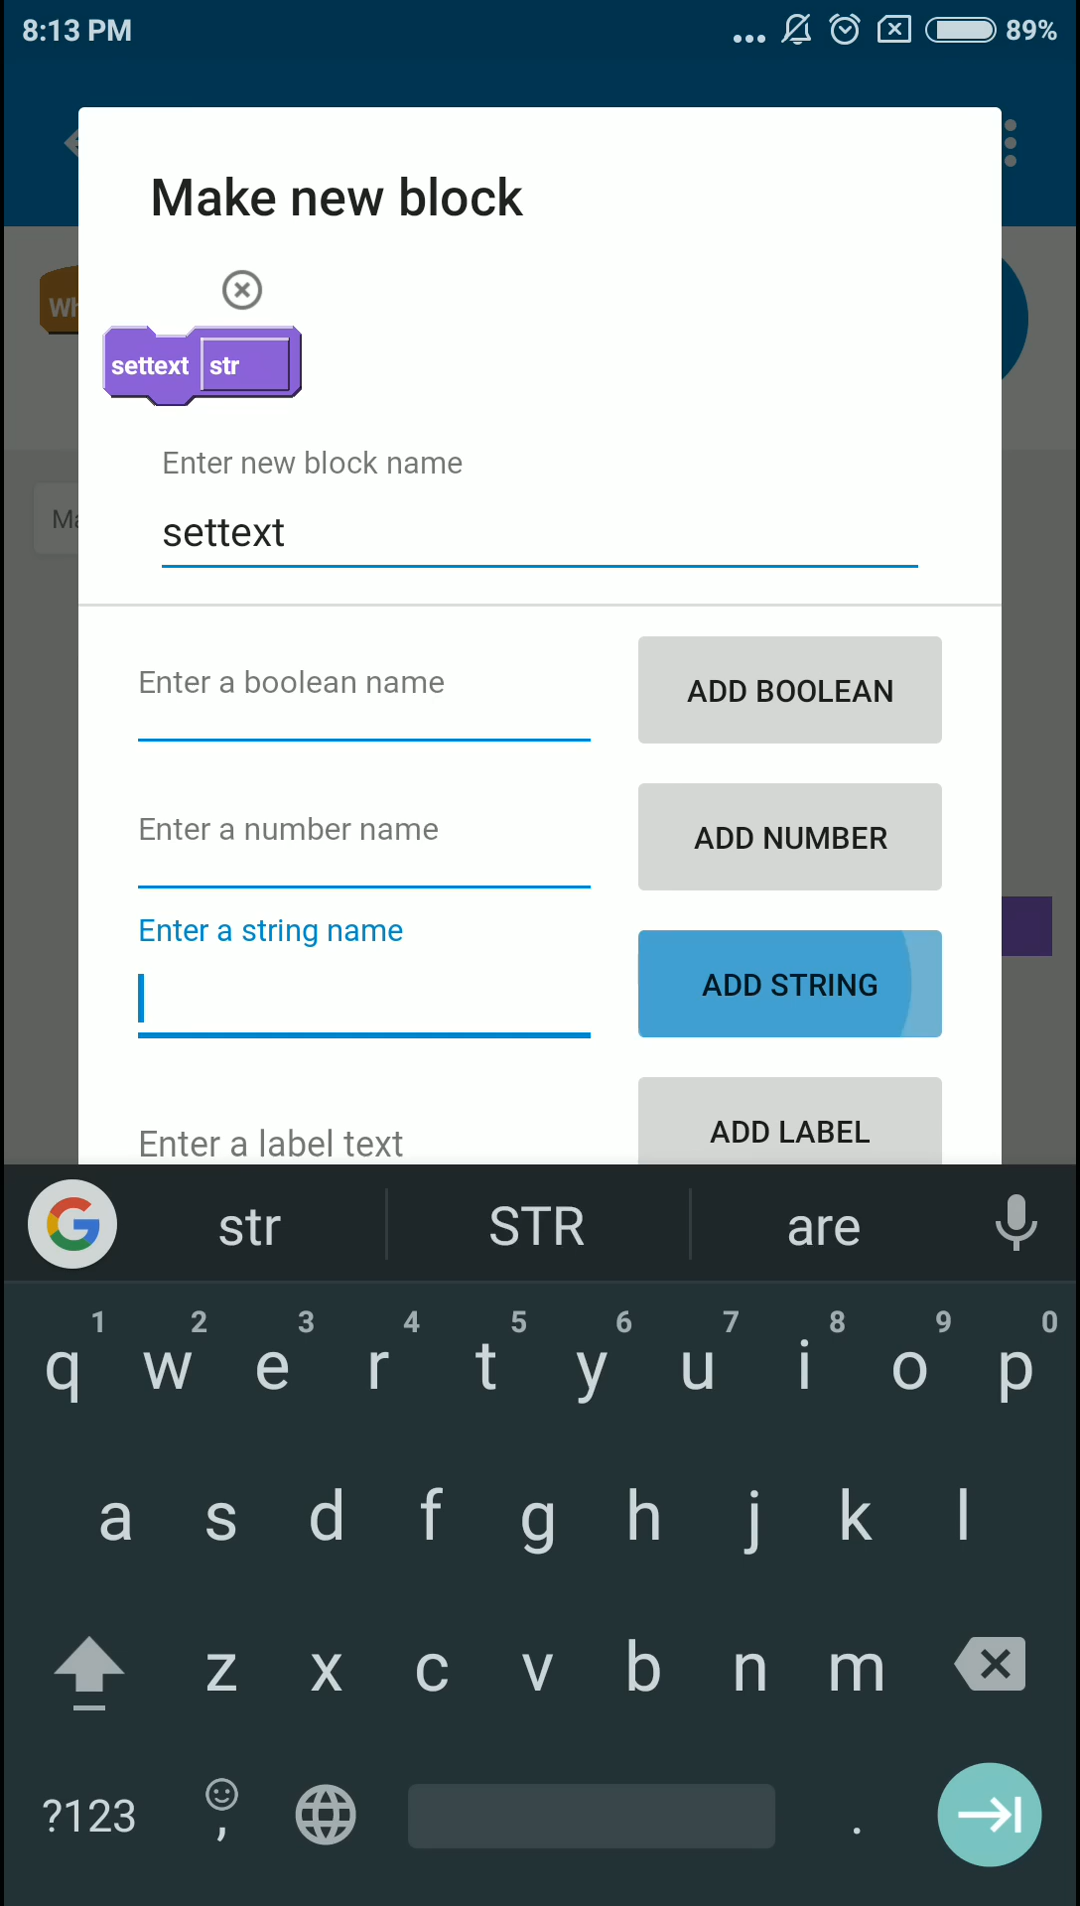 8:13 PM
89%
Make new block
Wh
settext str
Enter new block name
settext
Ma
Enter a boolean name
ADD BOOLEAN
Enter a number name
ADD NUMBER
Enter a string name
ADD STRING
Enter a label text
ADD LABEL
G str STR are
1 2 3 4 5 6 7 8 9 0
q w e r t y u i o p
a s d f g h j k l
z x c v b n m
?123 , .